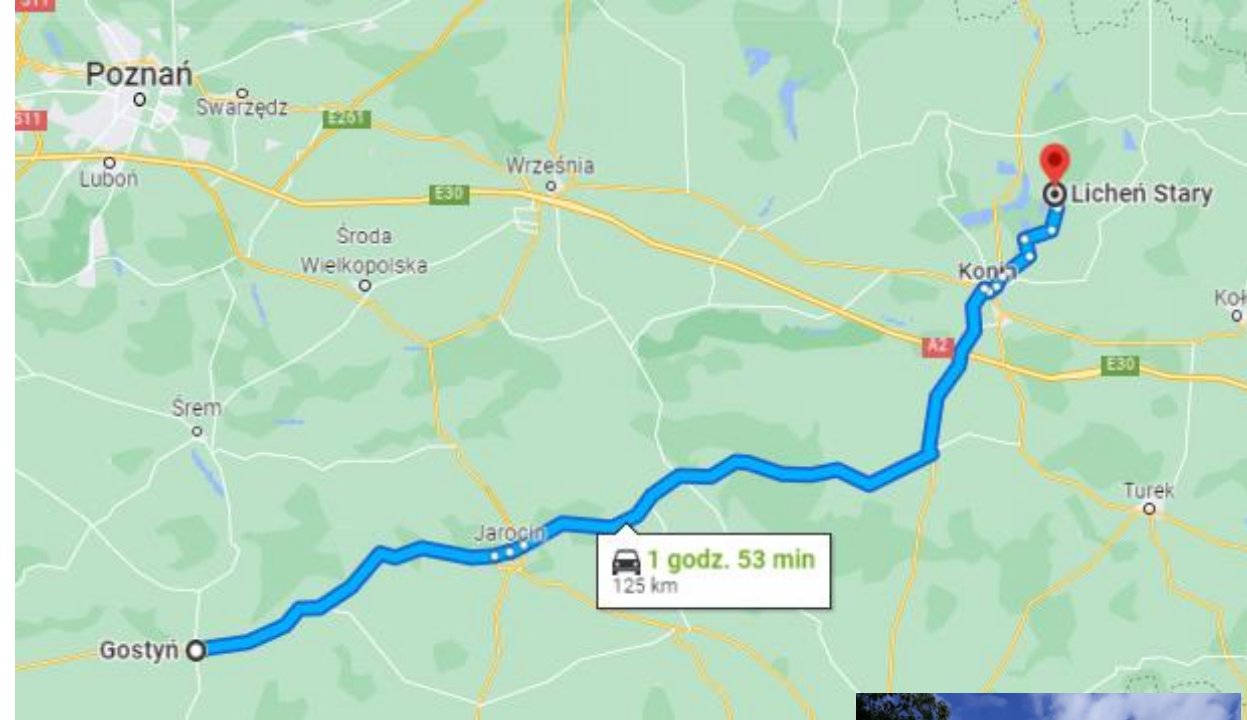 S11
Poznań
Swarzędz
S11
E261
Luboń
Września
E30
Licheń Stary
Środa
Wielkopolska
Konin
Koł
A2
E30
Śrem
Turek
Jarocin
1 godz. 53 min
125 km
Gostyń